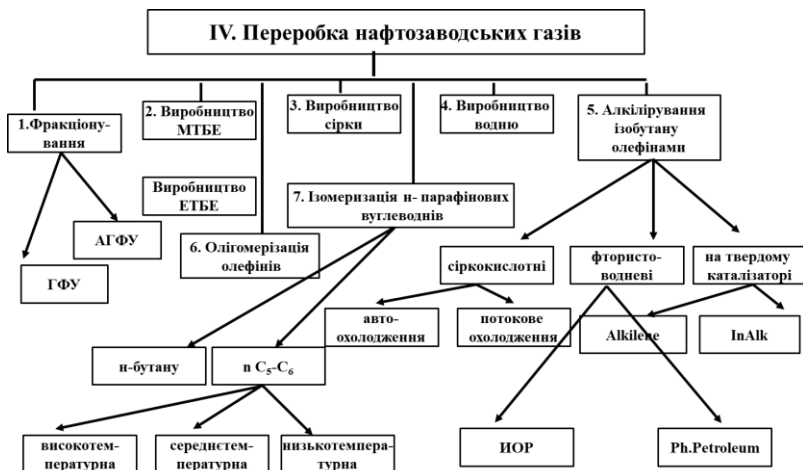 IV. Переробка нафтозаводських газів
1.Фракціону-
вання
2. Виробництво
МТБЕ
3. Виробництво
сірки
4. Виробництво
водню
5. Алкілірування
ізобутану
олефінами
Виробництво
ЕТБЕ
7. Ізомеризація н- парафінових
вуглеводнів
АГФУ
ГФУ
6. Олігомерізація
олефінів
сіркокислотні
фтористо-
водневі
на твердому
каталізаторі
авто-
охолодження
потокове
охолодження
Alkilene
InAlk
н-бутану
n C₅-C₆
високотем-
пературна
середнєтем-
пературна
низькотемпера-
турна
ИОР
Ph.Petroleum